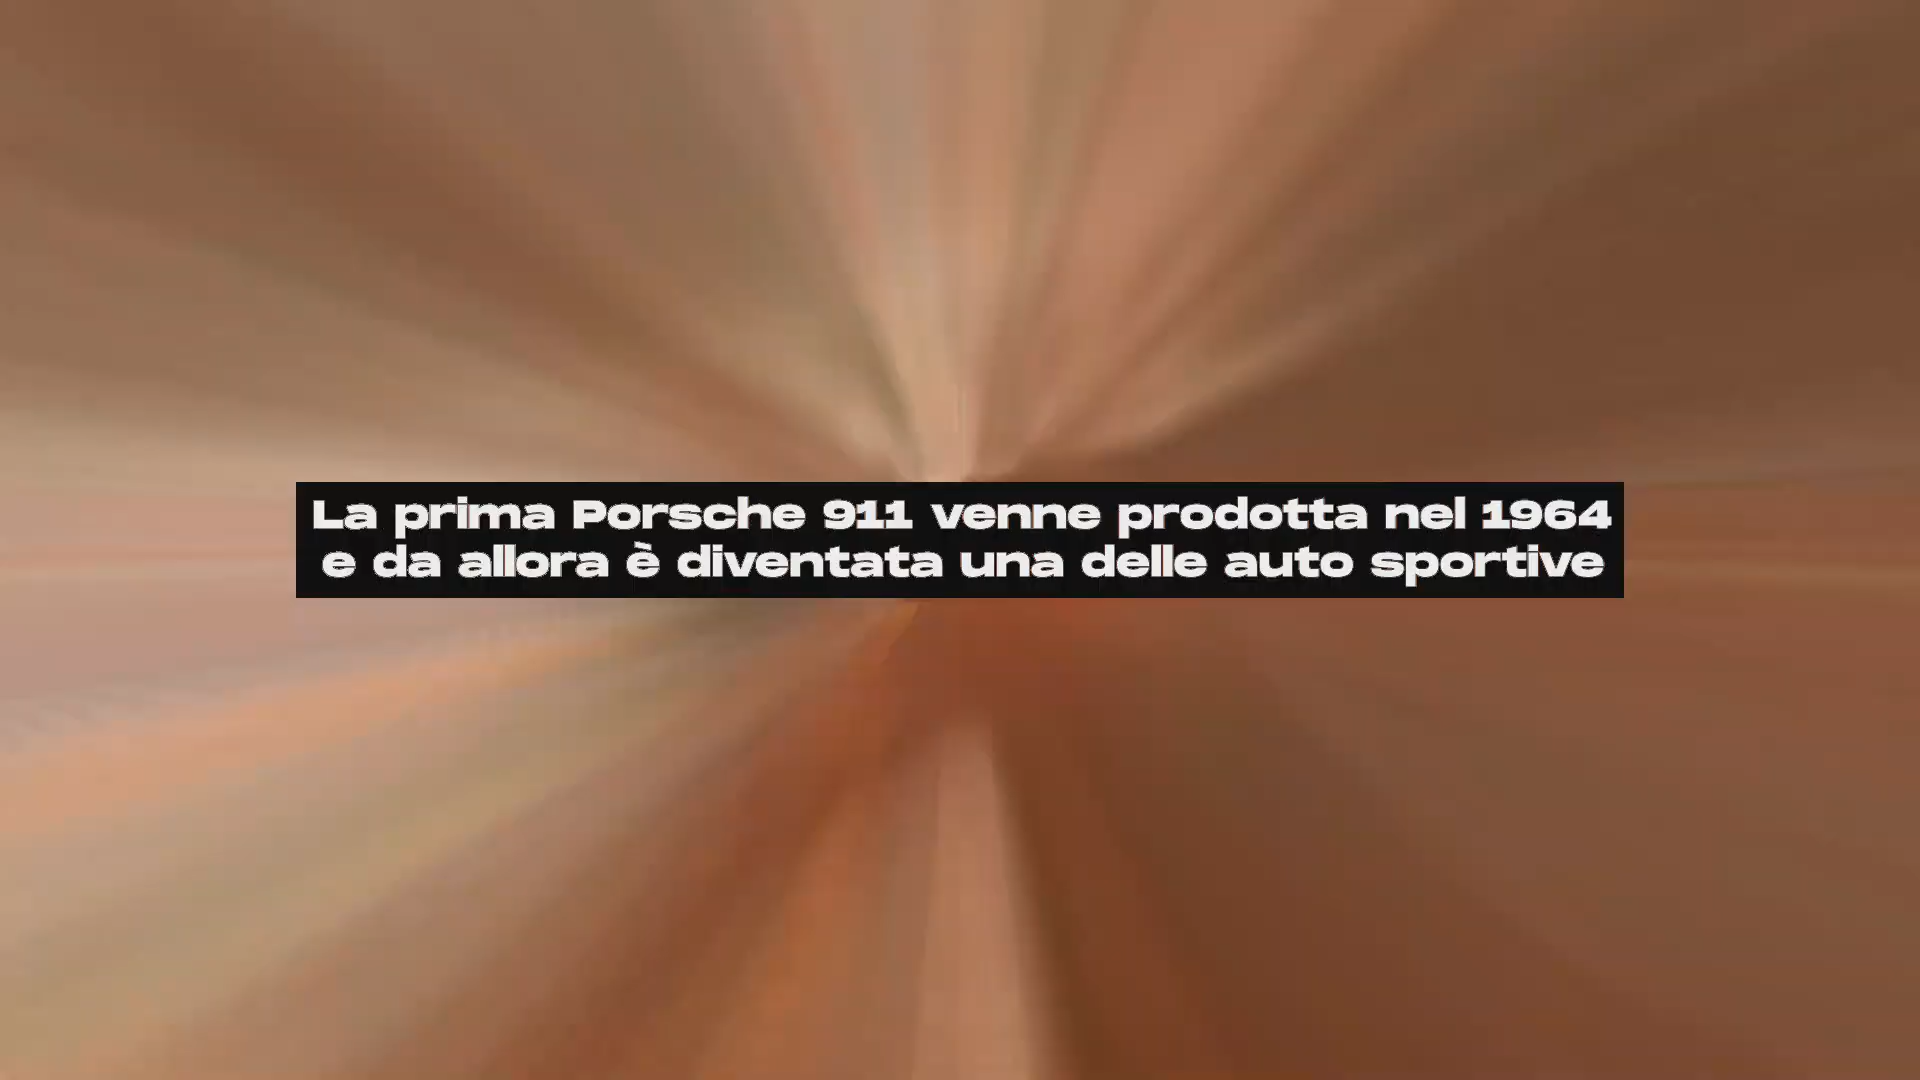 La prima Porsche 911 venne prodotta nel 1964
e da allora è diventata una delle auto sportive